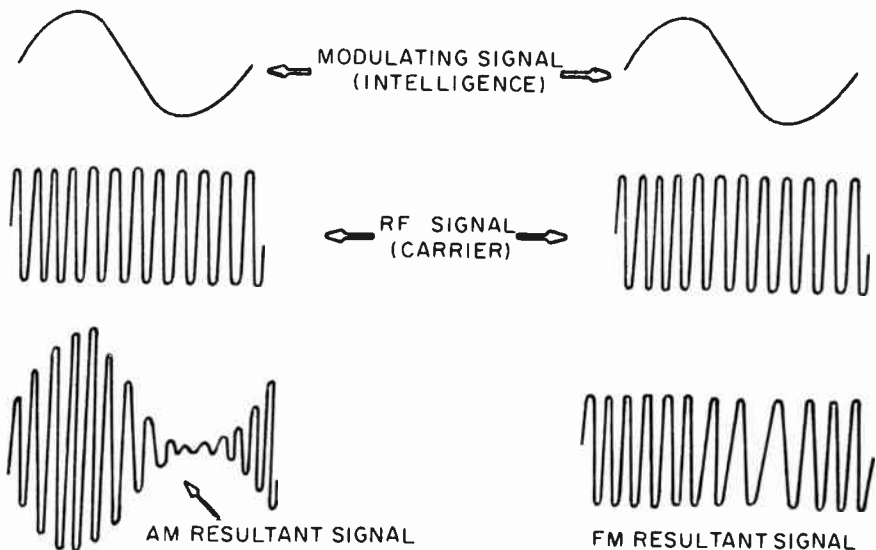 MODULATING SIGNAL
(INTELLIGENCE)
RF SIGNAL
(CARRIER)
AM RESULTANT SIGNAL
FM RESULTANT SIGNAL